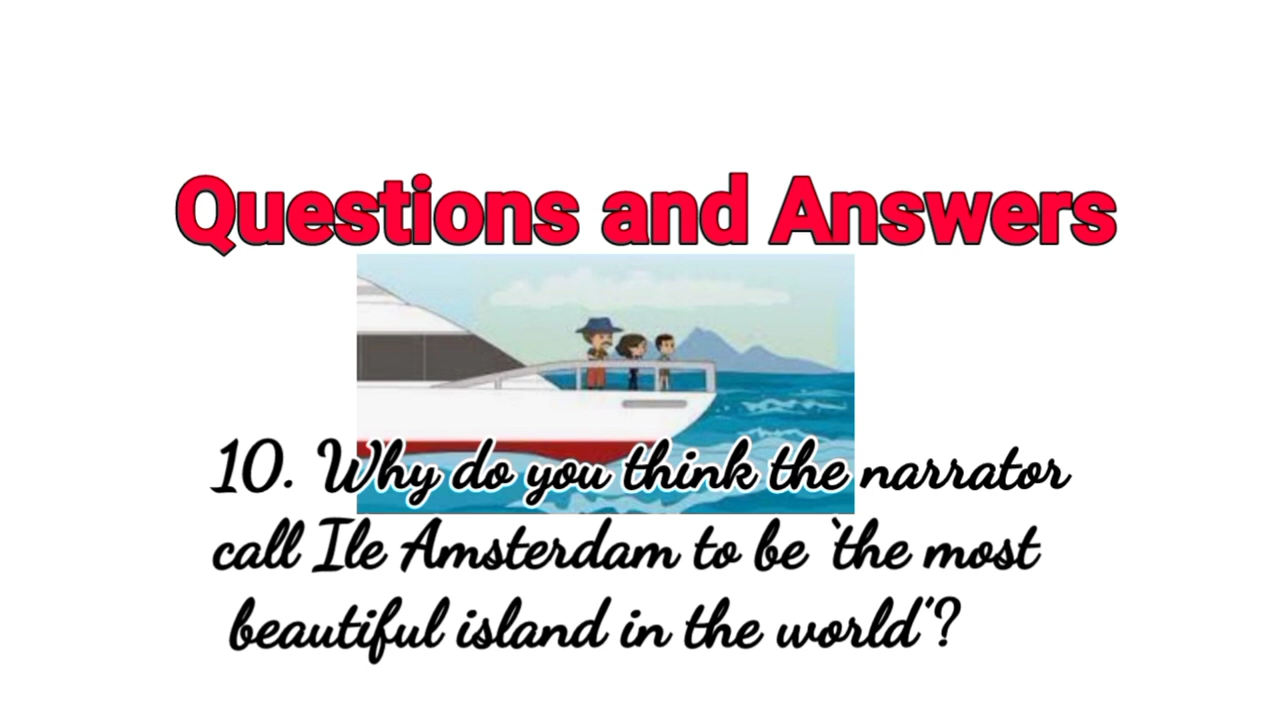 Questions and Answers
10. Why do you think the narrator
call Ile Amsterdam to be ‘the most
beautiful island in the world’?